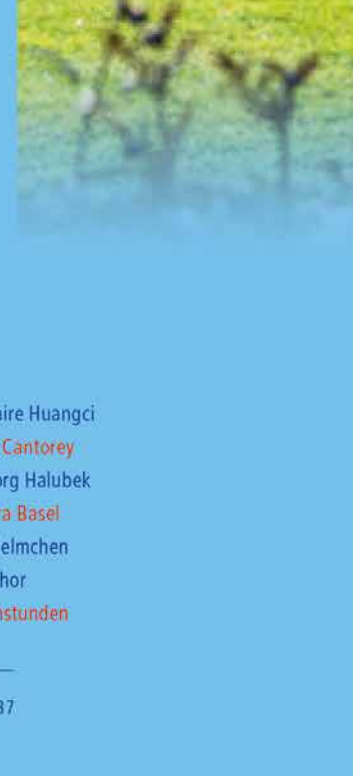 aire Huangci
Cantorey
org Halubek
ra Basel
elmchen
hor
nstunden
37